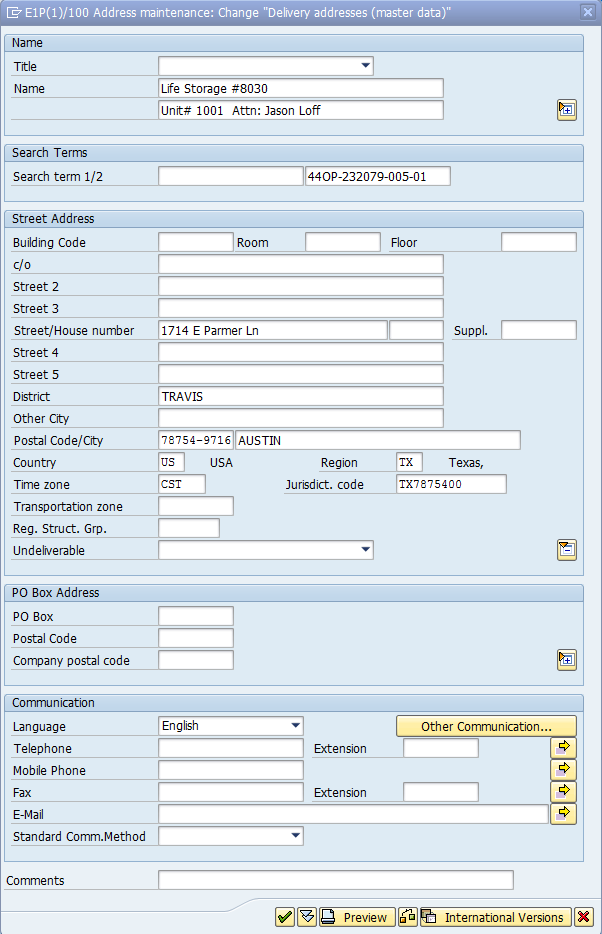 E1P(1)/100 Address maintenance: Change "Delivery addresses (master data)"
Name
Title
Name Life Storage #8030
Unit# 1001 Attn: Jason Loff
Search Terms
Search term 1/2 44OP-232079-005-01
Street Address
Building Code Room Floor
c/o
Street 2
Street 3
Street/House number 1714 E Parmer Ln Suppl.
Street 4
Street 5
District TRAVIS
Other City
Postal Code/City 78754-9716 AUSTIN
Country US USA Region TX Texas,
Time zone CST Jurisdict. code TX7875400
Transportation zone
Reg. Struct. Grp.
Undeliverable
PO Box Address
PO Box
Postal Code
Company postal code
Communication
Language English Other Communication...
Telephone Extension
Mobile Phone
Fax Extension
E-Mail
Standard Comm.Method
Comments
Preview International Versions